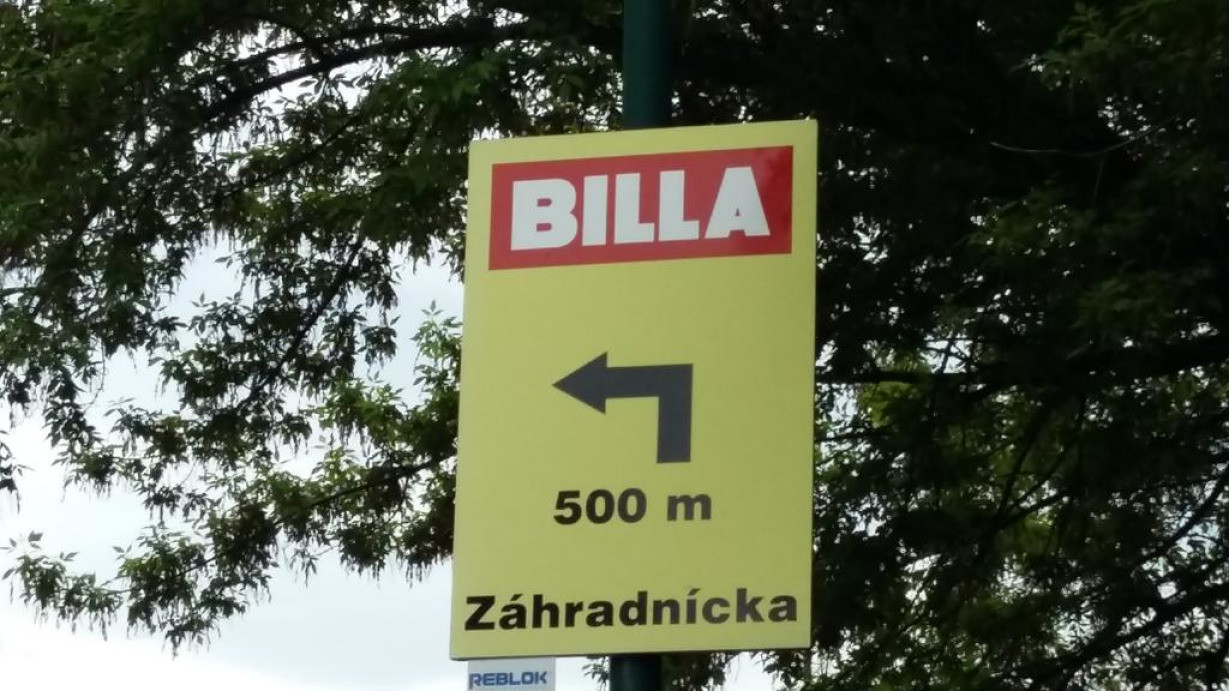 BILLA
500 m
Záhradnícka
REBLOK